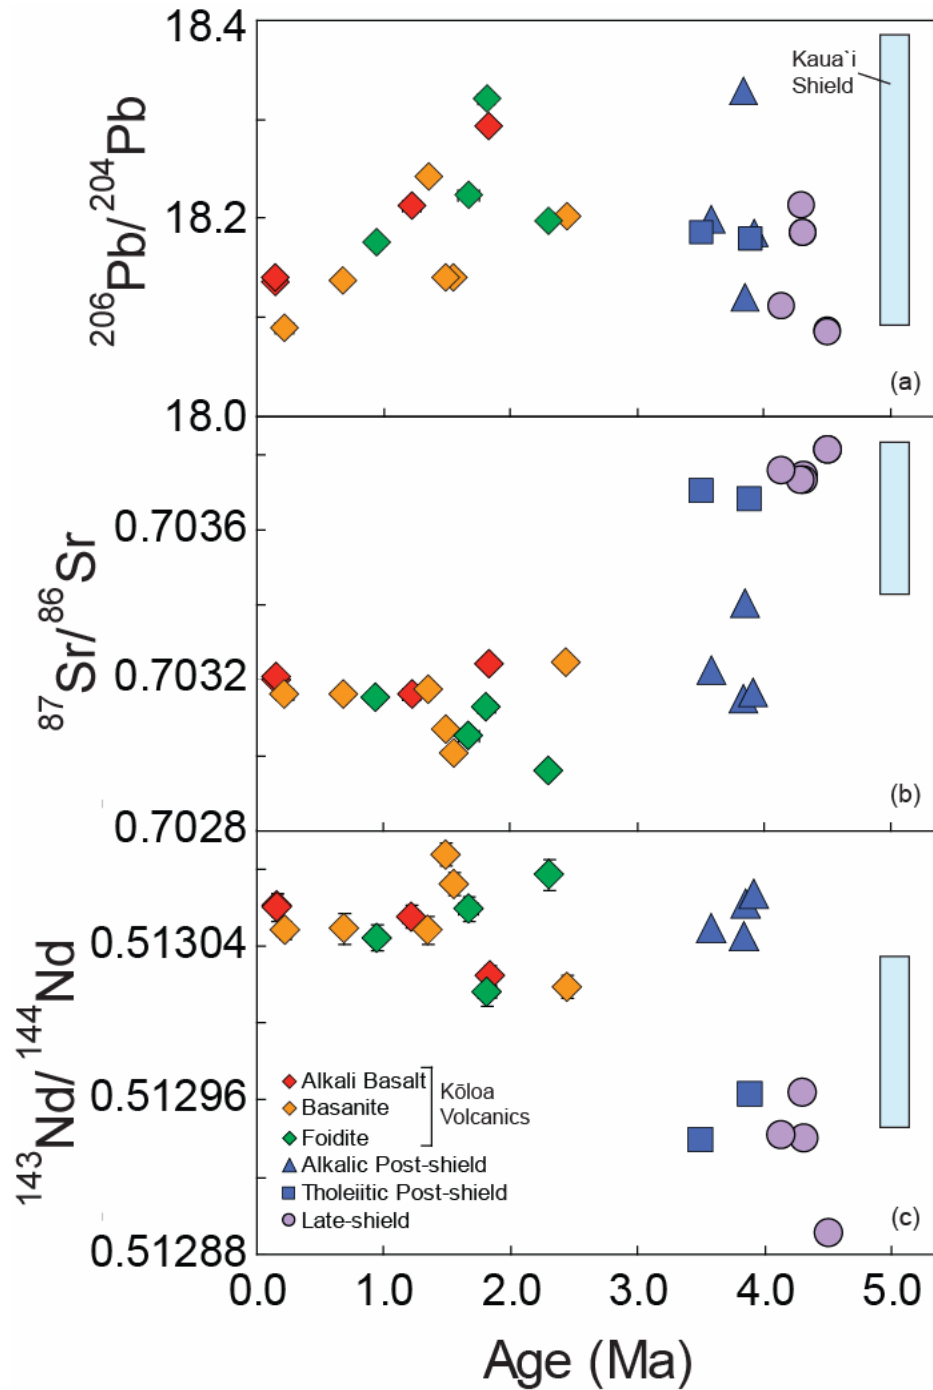 18.4
Kaua`i
Shield
²⁰⁶Pb/ ²⁰⁴Pb
18.2
(a)
18.0
0.7036
⁸⁷Sr/⁸⁶Sr
0.7032
(b)
0.7028
0.51304
¹⁴³Nd/ ¹⁴⁴Nd
Alkali Basalt
Basanite
Foidite
Kōloa
Volcanics
0.51296
Alkalic Post-shield
Tholeiitic Post-shield
Late-shield
(c)
0.51288
0.0 1.0 2.0 3.0 4.0 5.0
Age (Ma)